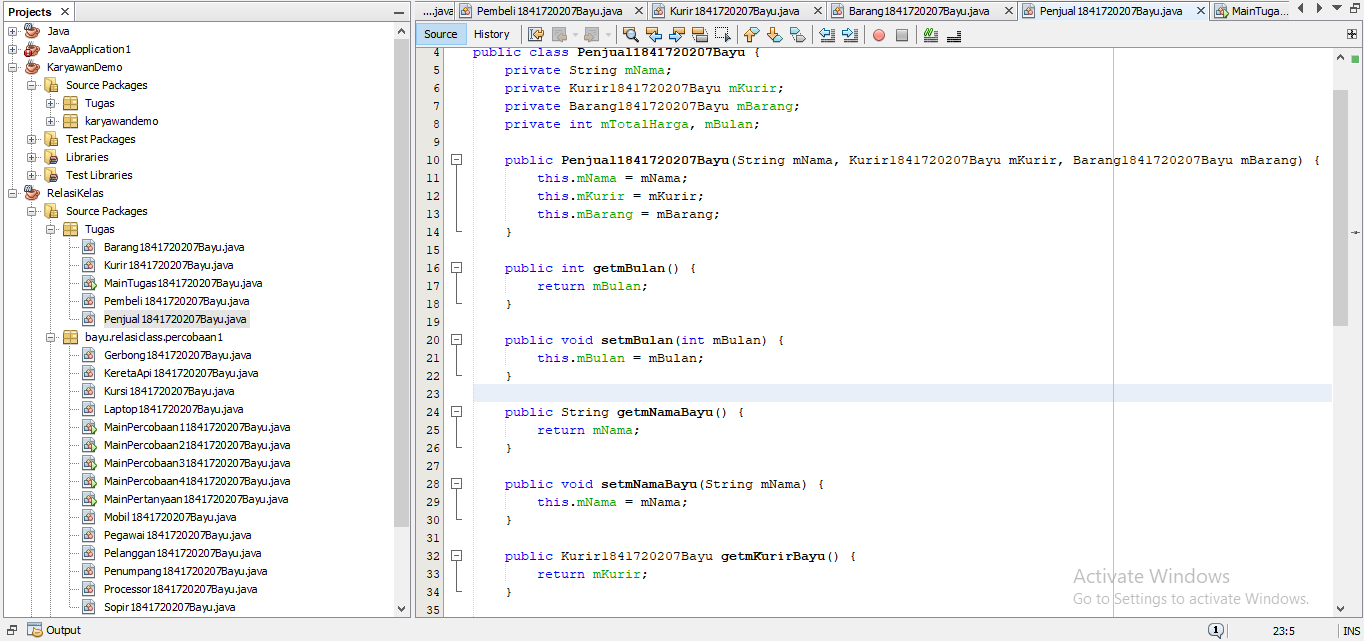 Projects
Java
JavaApplication1
KaryawanDemo
Source Packages
Tugas
karyawandemo
Test Packages
Libraries
Test Libraries
RelasiKelas
Source Packages
Tugas
Barang1841720207Bayu.java
Kurir1841720207Bayu.java
MainTugas1841720207Bayu.java
Pembeli1841720207Bayu.java
Penjual1841720207Bayu.java
bayu.relasiclass.percobaan1
Gerbong1841720207Bayu.java
KeretaApi1841720207Bayu.java
Kursi1841720207Bayu.java
Laptop1841720207Bayu.java
MainPercobaan11841720207Bayu.java
MainPercobaan21841720207Bayu.java
MainPercobaan31841720207Bayu.java
MainPercobaan41841720207Bayu.java
MainPertanyaan1841720207Bayu.java
Mobil1841720207Bayu.java
Pegawai1841720207Bayu.java
Pelanggan1841720207Bayu.java
Penumpang1841720207Bayu.java
Processor1841720207Bayu.java
Sopir1841720207Bayu.java
....java Pembeli1841720207Bayu.java Kurir1841720207Bayu.java Barang1841720207Bayu.java Penjual1841720207Bayu.java MainTuga...
Source History
4 public class Penjual1841720207Bayu {
5 private String mNama;
6 private Kurir1841720207Bayu mKurir;
7 private Barang1841720207Bayu mBarang;
8 private int mTotalHarga, mBulan;
9
10 public Penjual1841720207Bayu(String mNama, Kurir1841720207Bayu mKurir, Barang1841720207Bayu mBarang) {
11 this.mNama = mNama;
12 this.mKurir = mKurir;
13 this.mBarang = mBarang;
14 }
15
16 public int getmBulan() {
17 return mBulan;
18 }
19
20 public void setmBulan(int mBulan) {
21 this.mBulan = mBulan;
22 }
23
24 public String getmNamaBayu() {
25 return mNama;
26 }
27
28 public void setmNamaBayu(String mNama) {
29 this.mNama = mNama;
30 }
31
32 public Kurir1841720207Bayu getmKurirBayu() {
33 return mKurir;
34 }
35
Activate Windows
Go to Settings to activate Windows.
Output 1 23:5 INS